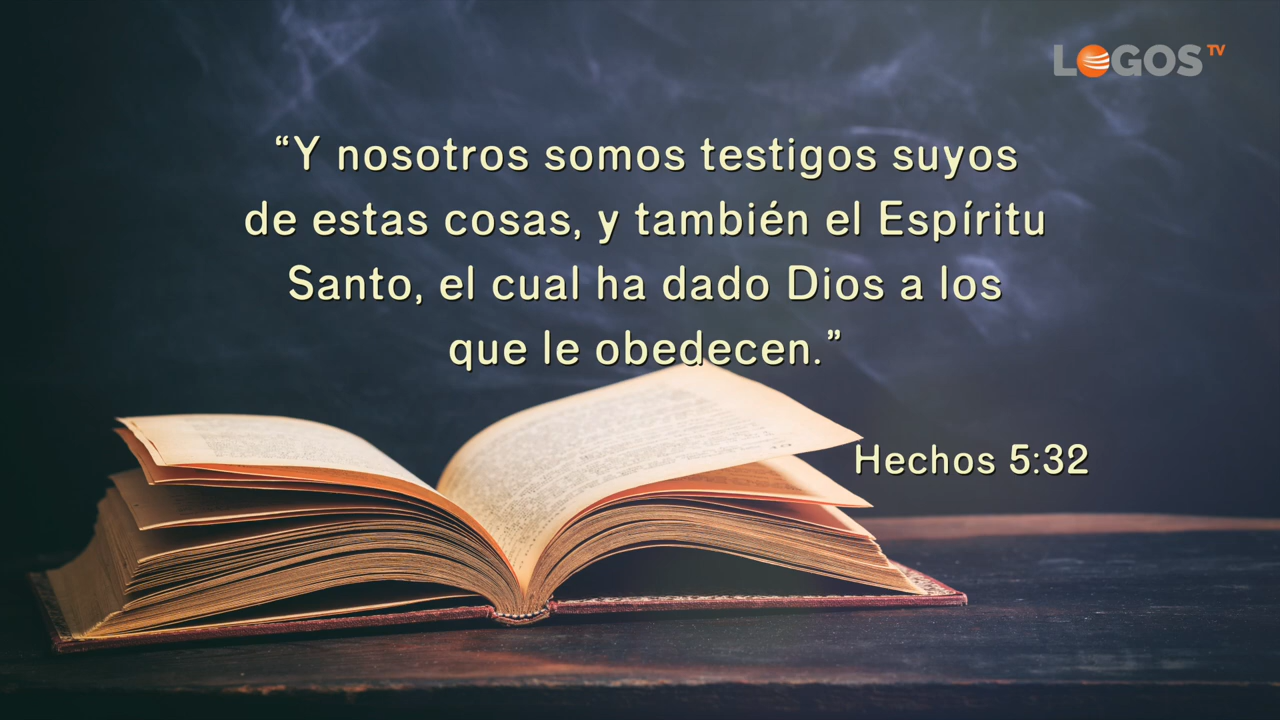 LOGOS TV
“Y nosotros somos testigos suyos
de estas cosas, y también el Espíritu
Santo, el cual ha dado Dios a los
que le obedecen.”
Hechos 5:32